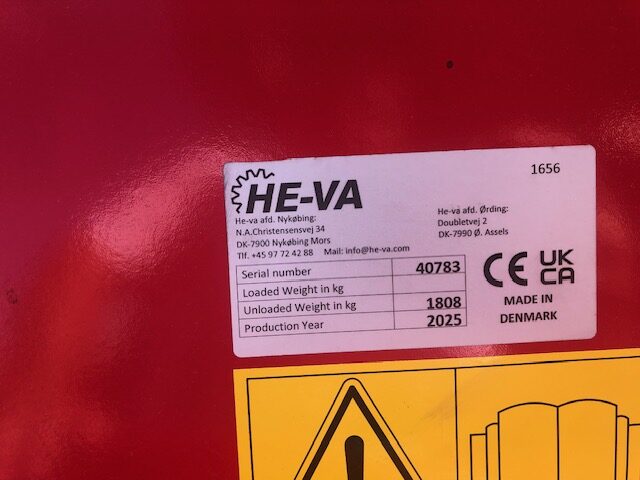 1656
HE-VA
He-va afd. Nykøbing:
N.A.Christensensvej 34
DK-7900 Nykøbing Mors
Tlf. +45 97 72 42 88 Mail: info@he-va.com
He-va afd. Ørding:
Doubletvej 2
DK-7990 Ø. Assels
Serial number 40783
Loaded Weight in kg
Unloaded Weight in kg 1808
Production Year 2025
CE UK
CA
MADE IN
DENMARK